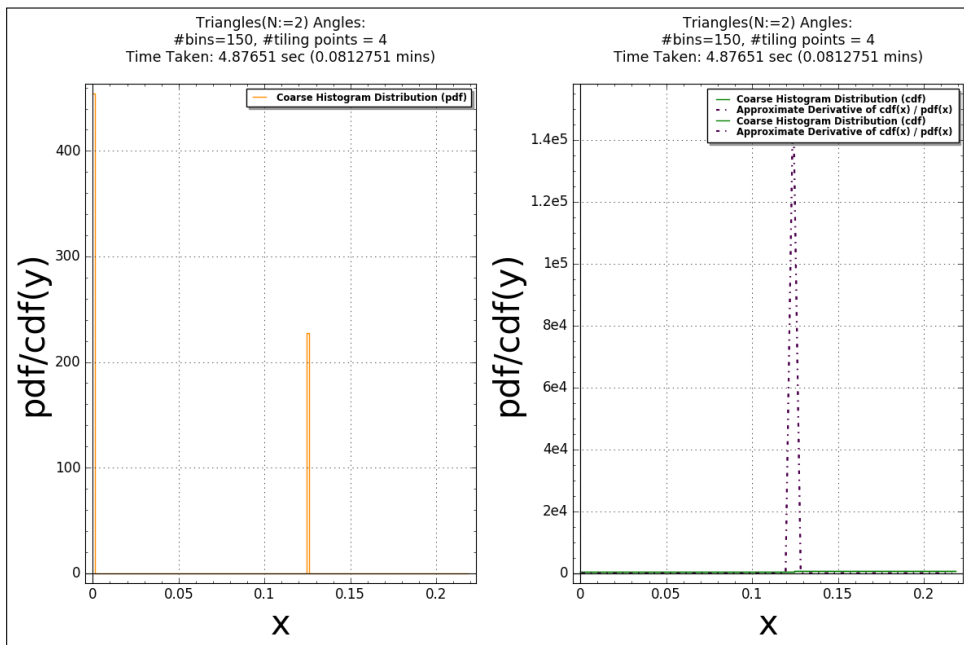 Triangles(N:=2) Angles:
#bins=150, #tiling points = 4
Time Taken: 4.87651 sec (0.0812751 mins)
Coarse Histogram Distribution (pdf)
400
300
200
100
0
pdf/cdf(y)
0
0.05
0.1
0.15
0.2
x
Triangles(N:=2) Angles:
#bins=150, #tiling points = 4
Time Taken: 4.87651 sec (0.0812751 mins)
Coarse Histogram Distribution (cdf)
Approximate Derivative of cdf(x) / pdf(x)
Coarse Histogram Distribution (cdf)
Approximate Derivative of cdf(x) / pdf(x)
1.4e5
1.2e5
1e5
8e4
6e4
4e4
2e4
0
pdf/cdf(y)
0
0.05
0.1
0.15
0.2
x